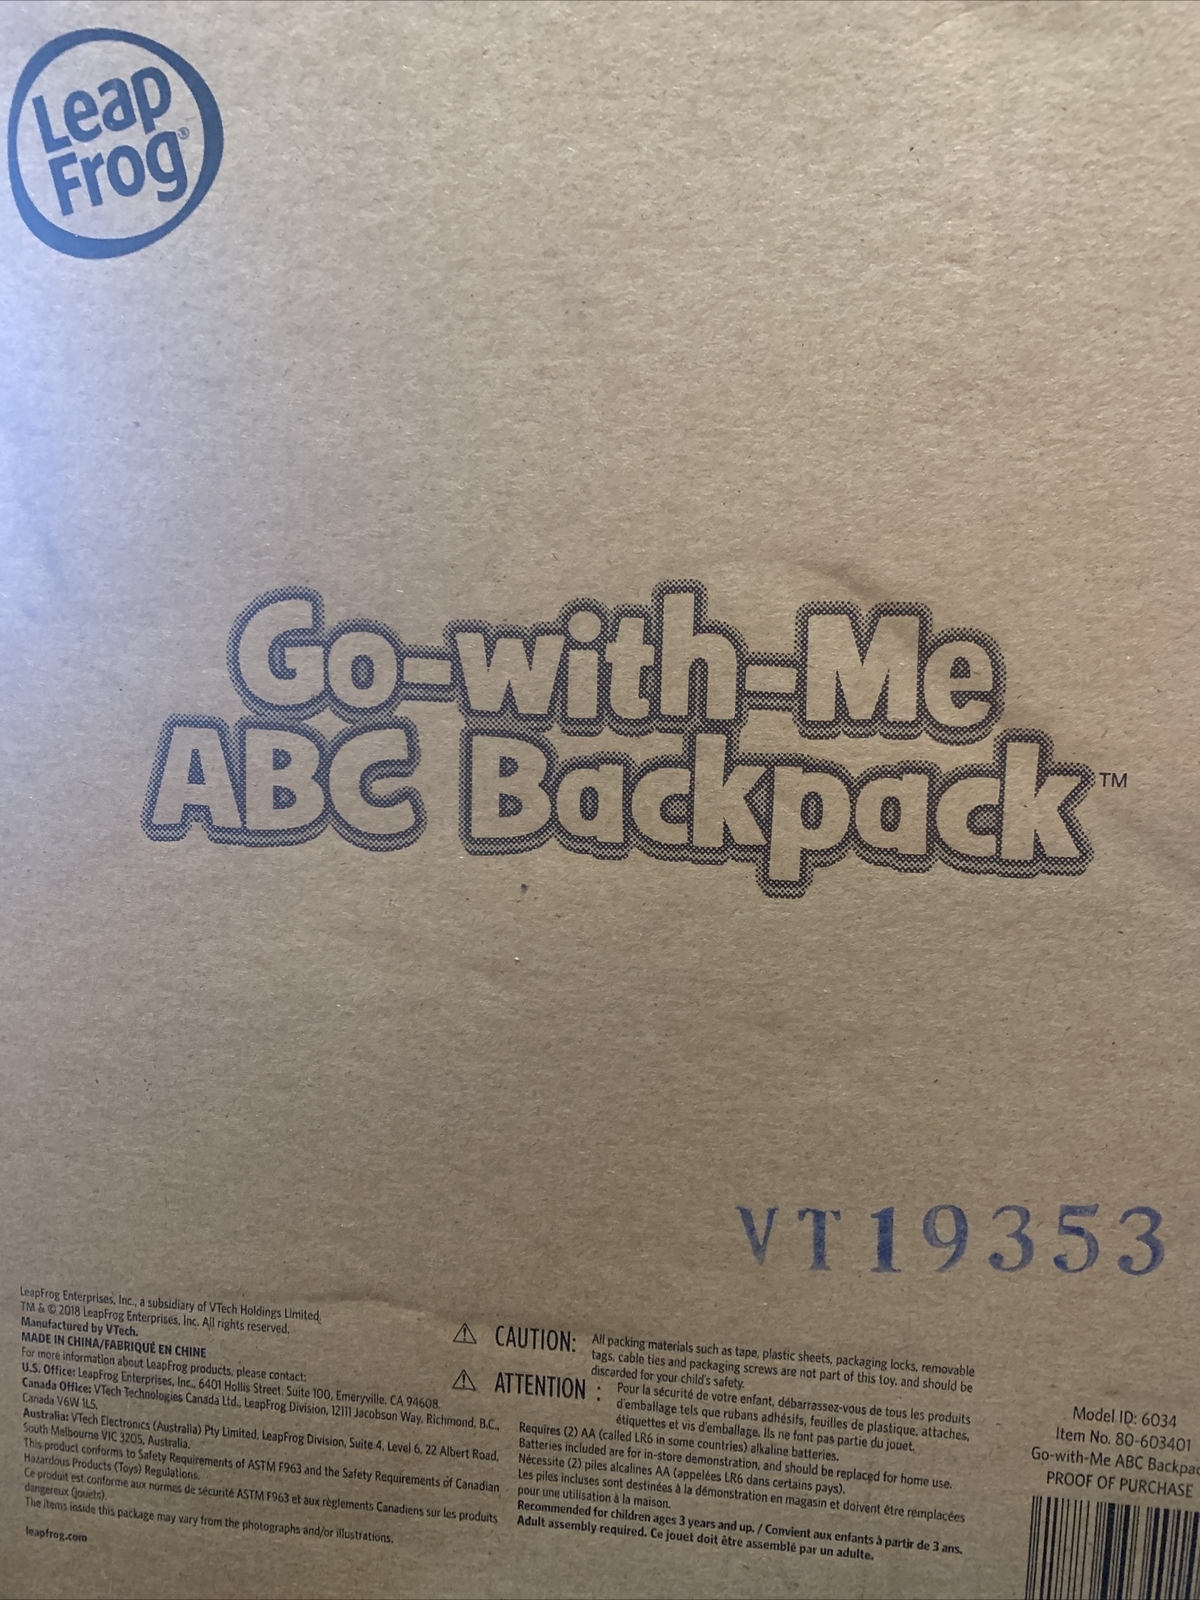 Leap
Frog®
Go-with-Me
ABC Backpack™
VT19353
LeapFrog Enterprises, Inc., a subsidiary of VTech Holdings Limited.
TM & © 2018 LeapFrog Enterprises, Inc. All rights reserved.
Manufactured by VTech.
MADE IN CHINA/FABRIQUÉ EN CHINE
For more information about LeapFrog products, please contact:
U.S. Office: LeapFrog Enterprises, Inc., 6401 Hollis Street, Suite 100, Emeryville, CA 94608.
Canada Office: VTech Technologies Canada Ltd., LeapFrog Division, 12111 Jacobson Way, Richmond, B.C.,
Canada V6W 1L5.
Australia: VTech Electronics (Australia) Pty Limited, LeapFrog Division, Suite 4, Level 6, 22 Albert Road,
South Melbourne VIC 3205, Australia.
This product conforms to Safety Requirements of ASTM F963 and the Safety Requirements of Canadian
Hazardous Products (Toys) Regulations.
Ce produit est conforme aux normes de sécurité ASTM F963 et aux règlements Canadiens sur les produits
dangereux (jouets).
The items inside this package may vary from the photographs and/or illustrations.
leapfrog.com
⚠ CAUTION: All packing materials such as tape, plastic sheets, packaging locks, removable
tags, cable ties and packaging screws are not part of this toy, and should be
discarded for your child's safety.
⚠ ATTENTION : Pour la sécurité de votre enfant, débarrassez-vous de tous les produits
d'emballage tels que rubans adhésifs, feuilles de plastique, attaches,
étiquettes et vis d'emballage. Ils ne font pas partie du jouet.
Requires (2) AA (called LR6 in some countries) alkaline batteries.
Batteries included are for in-store demonstration, and should be replaced for home use.
Nécessite (2) piles alcalines AA (appelées LR6 dans certains pays).
Les piles incluses sont destinées à la démonstration en magasin et doivent être remplacées
pour une utilisation à la maison.
Recommended for children ages 3 years and up. / Convient aux enfants à partir de 3 ans.
Adult assembly required. Ce jouet doit être assemblé par un adulte.
Model ID: 6034
Item No. 80-603401
Go-with-Me ABC Backpac
PROOF OF PURCHASE